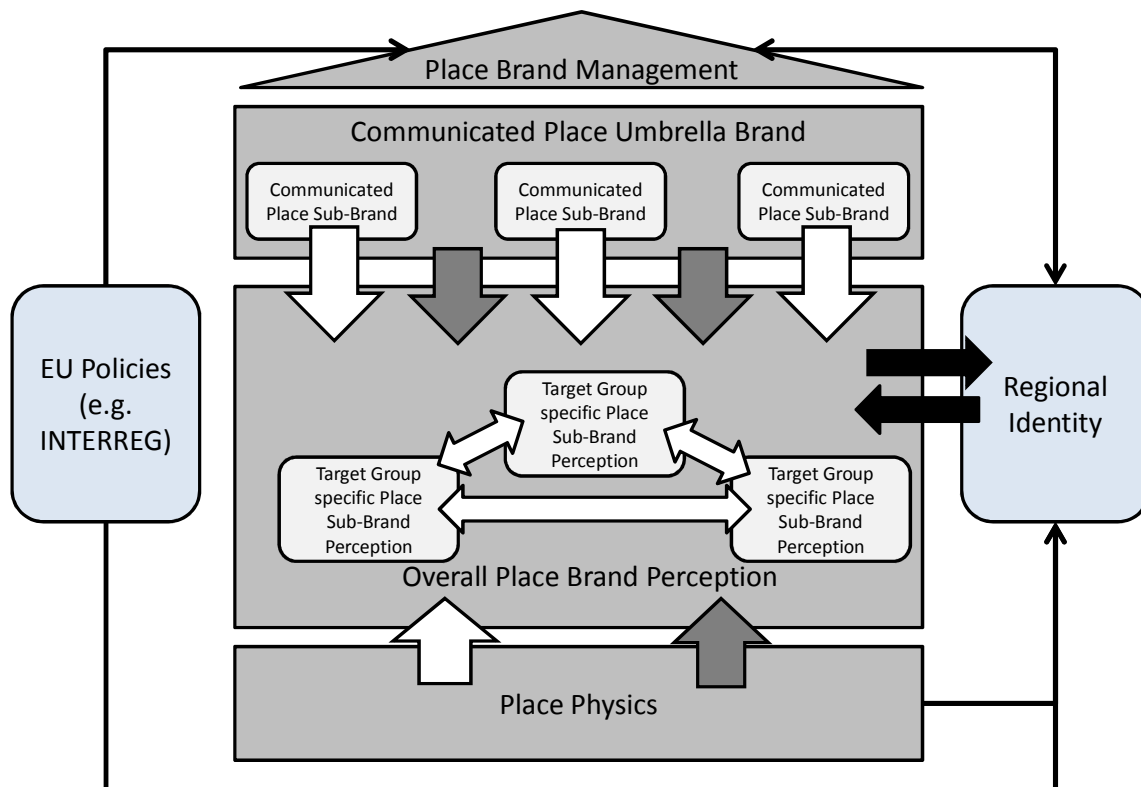 Place Brand Management
Communicated Place Umbrella Brand
Communicated
Place Sub-Brand
Communicated
Place Sub-Brand
Communicated
Place Sub-Brand
EU Policies
(e.g.
INTERREG)
Target Group
specific Place
Sub-Brand
Perception
Target Group
specific Place
Sub-Brand
Perception
Target Group
specific Place
Sub-Brand
Perception
Overall Place Brand Perception
Regional
Identity
Place Physics